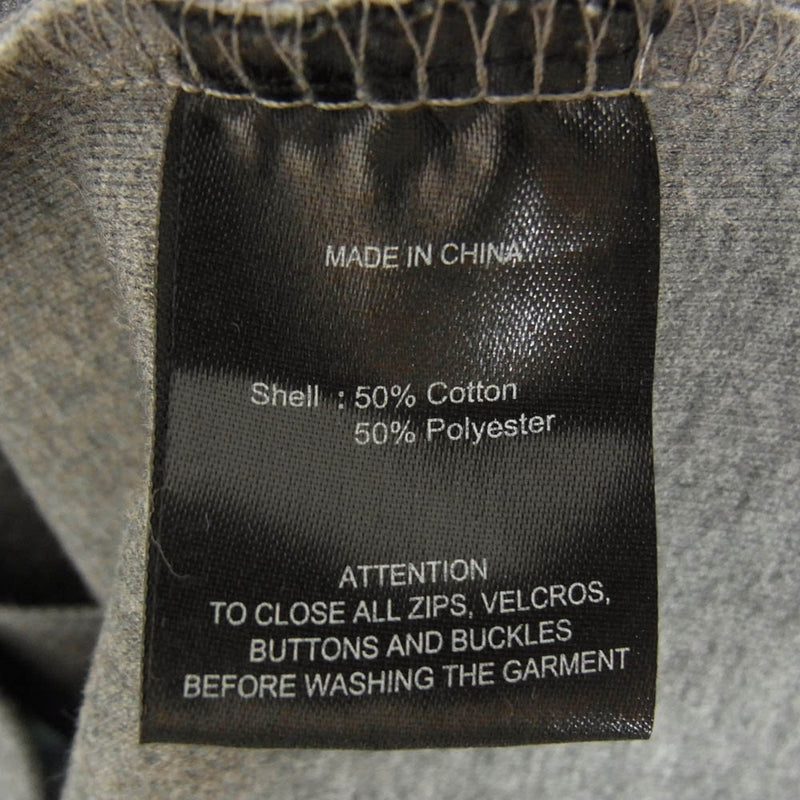 MADE IN CHINA
Shell : 50% Cotton
50% Polyester
ATTENTION
TO CLOSE ALL ZIPS, VELCROS,
BUTTONS AND BUCKLES
BEFORE WASHING THE GARMENT